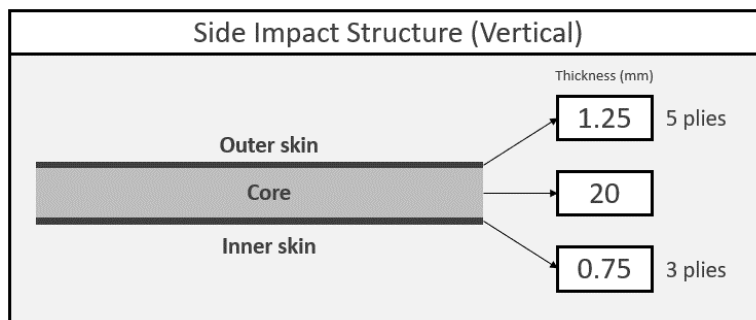 Side Impact Structure (Vertical)
Thickness (mm)
1.25 5 plies
Outer skin
Core
20
Inner skin
0.75 3 plies